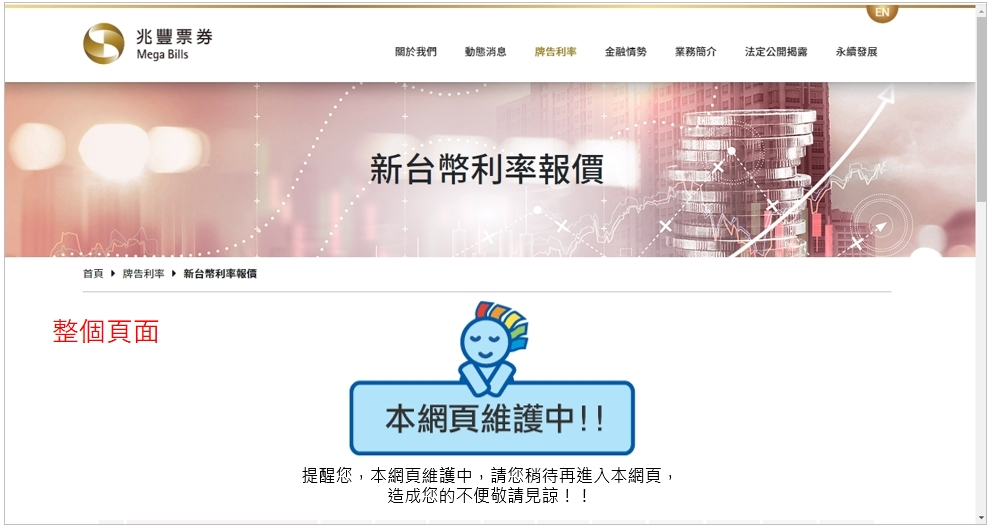 EN
兆豐票券
Mega Bills
關於我們 動態消息 牌告利率 金融情勢 業務簡介 法定公開揭露 永續發展
新台幣利率報價
首頁 牌告利率 新台幣利率報價
整個頁面
本網頁維護中!!
提醒您，本網頁維護中，請您稍待再進入本網頁，
造成您的不便敬請見諒！！